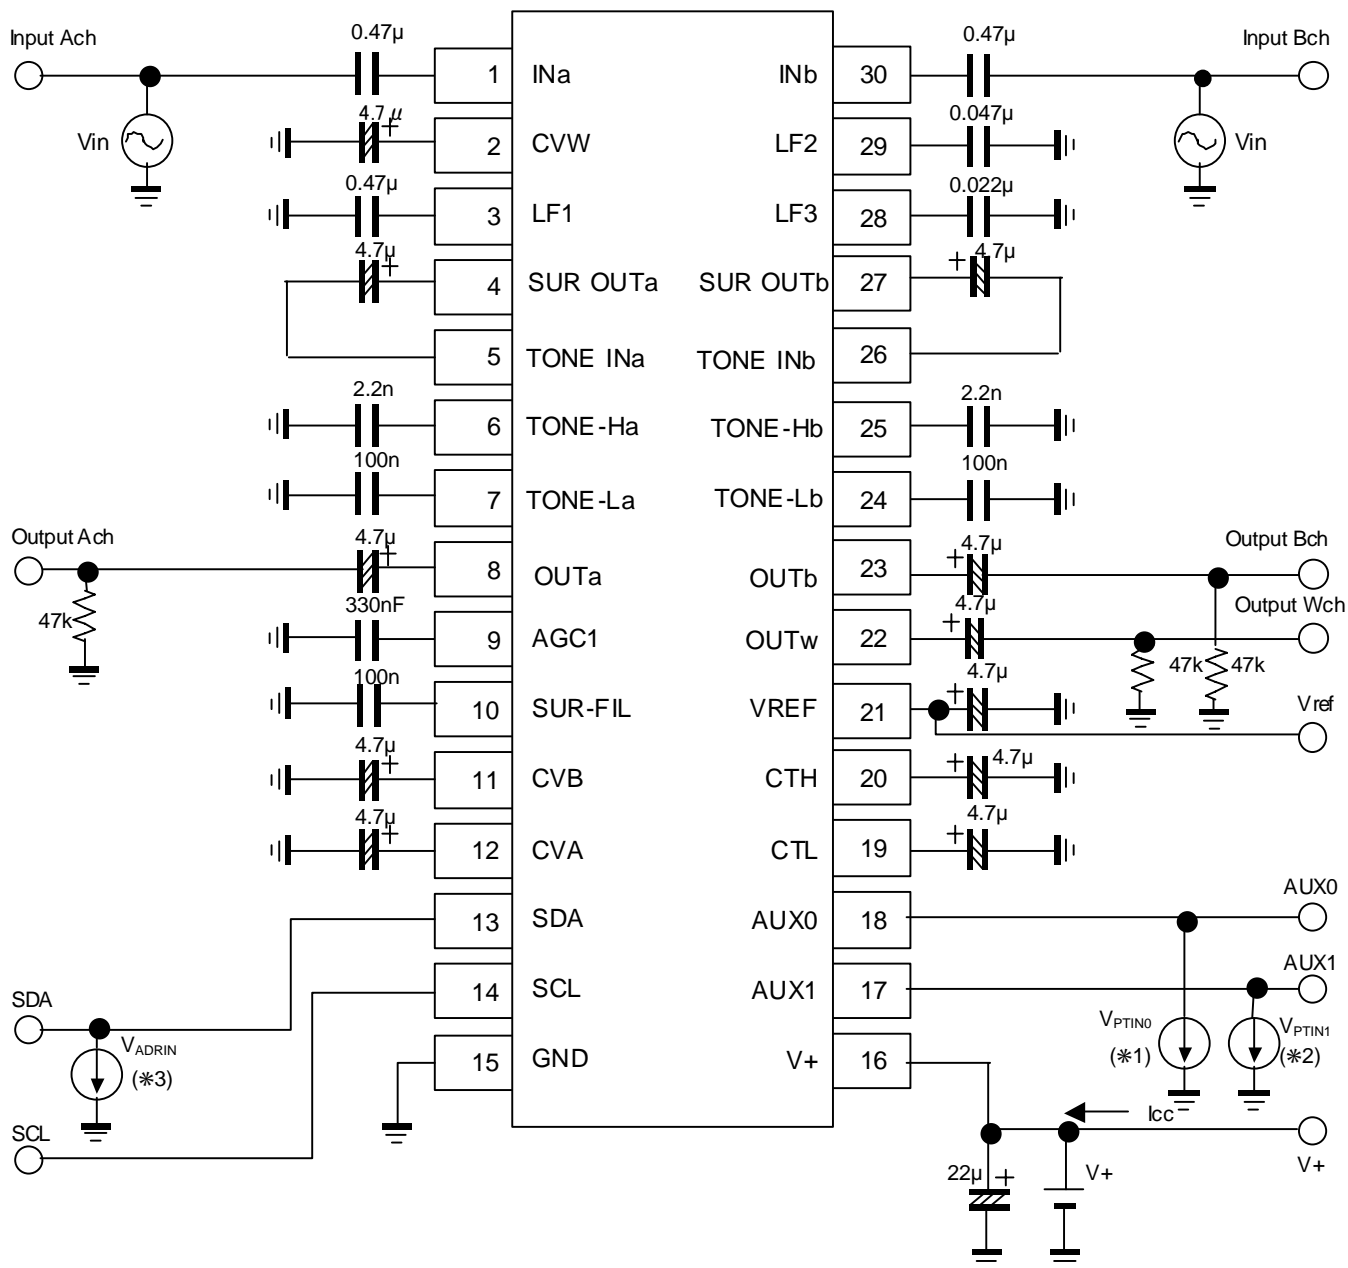 Input Ach
0.47µ
1
INa
INb
30
0.47µ
Input Bch
Vin
4.7 µ
+
2
CVW
LF2
29
0.047µ
Vin
0.47µ
3
LF1
LF3
28
0.022µ
4.7µ
+
4
SUR OUTa
SUR OUTb
27
+
4.7µ
5
TONE INa
TONE INb
26
2.2n
6
TONE-Ha
TONE-Hb
25
2.2n
100n
7
TONE-La
TONE-Lb
24
100n
Output Ach
4.7µ
+
8
OUTa
OUTb
23
+
4.7µ
Output Bch
47k
330nF
9
AGC1
OUTw
22
+
4.7µ
Output Wch
47k
47k
100n
10
SUR-FIL
VREF
21
+
4.7µ
Vref
4.7µ
+
11
CVB
CTH
20
+
4.7µ
4.7µ
+
12
CVA
CTL
19
+
4.7µ
13
SDA
AUX0
18
AUX0
14
SCL
AUX1
17
AUX1
SDA
VADRIN
(※3)
VPTIN0
(※1)
VPTIN1
(※2)
15
GND
V+
16
SCL
Icc
22µ
+
V+
V+